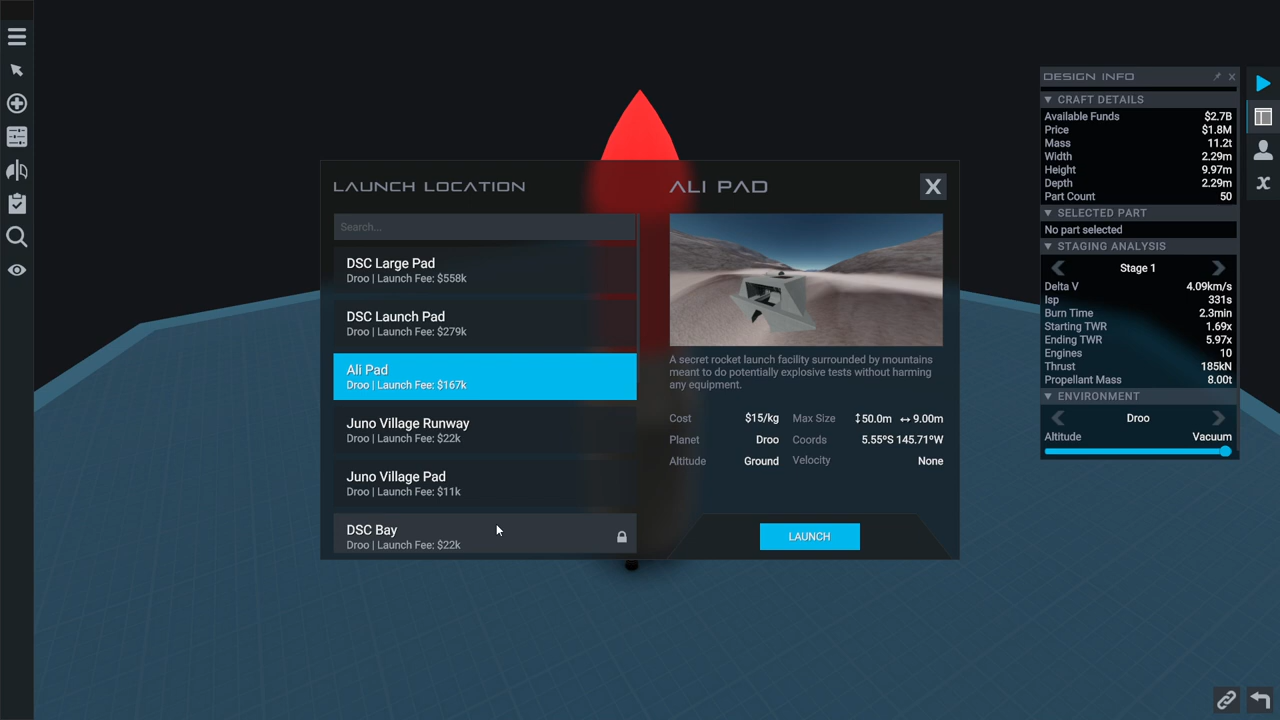 LAUNCH LOCATION
Search...
DSC Large Pad
Droo | Launch Fee: $558k
DSC Launch Pad
Droo | Launch Fee: $279k
Ali Pad
Droo | Launch Fee: $167k
Juno Village Runway
Droo | Launch Fee: $22k
Juno Village Pad
Droo | Launch Fee: $11k
DSC Bay
Droo | Launch Fee: $22k
ALI PAD
X
A secret rocket launch facility surrounded by mountains
meant to do potentially explosive tests without harming
any equipment.
Cost $15/kg Max Size ↕50.0m ↔9.00m
Planet Droo Coords 5.55ºS 145.71ºW
Altitude Ground Velocity None
LAUNCH
DESIGN INFO
CRAFT DETAILS
Available Funds $2.7B
Price $1.8M
Mass 11.2t
Width 2.29m
Height 9.97m
Depth 2.29m
Part Count 50
SELECTED PART
No part selected
STAGING ANALYSIS
Stage 1
Delta V 4.09km/s
Isp 331s
Burn Time 2.3min
Starting TWR 1.69x
Ending TWR 5.97x
Engines 10
Thrust 185kN
Propellant Mass 8.00t
ENVIRONMENT
Droo
Altitude Vacuum
x